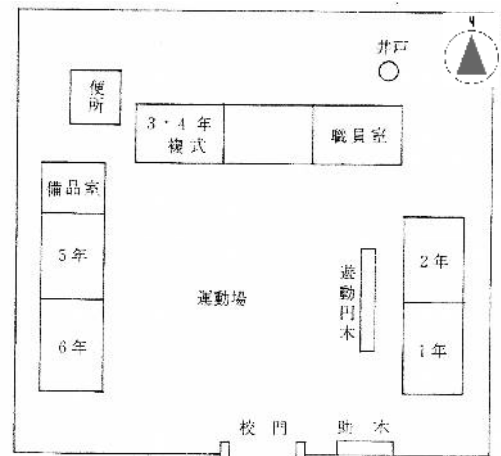 井戸
便所
3・4年
複式
職員室
備品室
5年
6年
運動場
遊動円木
2年
1年
校門
助木